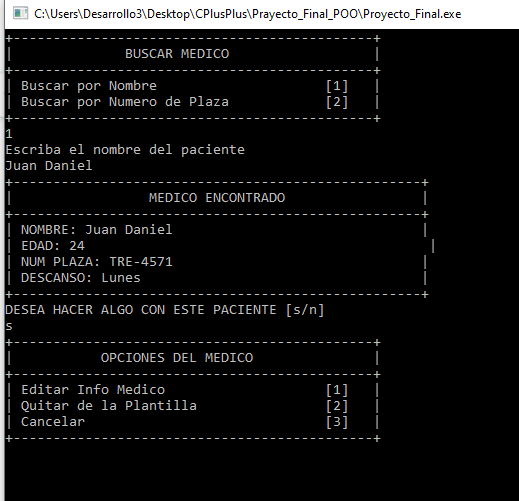 C:\Users\Desarrollo3\Desktop\CPlusPlus\Prayecto_Final_POO\Proyecto_Final.exe
+--------------------------------------------+
|              BUSCAR MEDICO                 |
+--------------------------------------------+
| Buscar por Nombre                    [1]   |
| Buscar por Numero de Plaza           [2]   |
+--------------------------------------------+
1
Escriba el nombre del paciente
Juan Daniel
+--------------------------------------------------+
|                 MEDICO ENCONTRADO                |
+--------------------------------------------------+
| NOMBRE: Juan Daniel                              |
| EDAD: 24                                          |
| NUM PLAZA: TRE-4571                              |
| DESCANSO: Lunes                                  |
+--------------------------------------------------+
DESEA HACER ALGO CON ESTE PACIENTE [s/n]
s
+--------------------------------------------+
|           OPCIONES DEL MEDICO              |
+--------------------------------------------+
| Editar Info Medico                   [1]   |
| Quitar de la Plantilla               [2]   |
| Cancelar                             [3]   |
+--------------------------------------------+